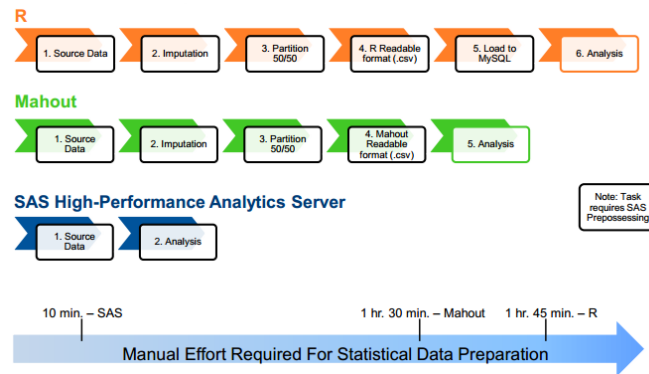 R
1. Source Data
2. Imputation
3. Partition
50/50
4. R Readable
format (.csv)
5. Load to
MySQL
6. Analysis
Mahout
1. Source
Data
2. Imputation
3. Partition
50/50
4. Mahout
Readable
format (.csv)
5. Analysis
SAS High-Performance Analytics Server
1. Source
Data
2. Analysis
Note: Task
requires SAS
Prepossessing
10 min. – SAS
1 hr. 30 min. – Mahout
1 hr. 45 min. – R
Manual Effort Required For Statistical Data Preparation